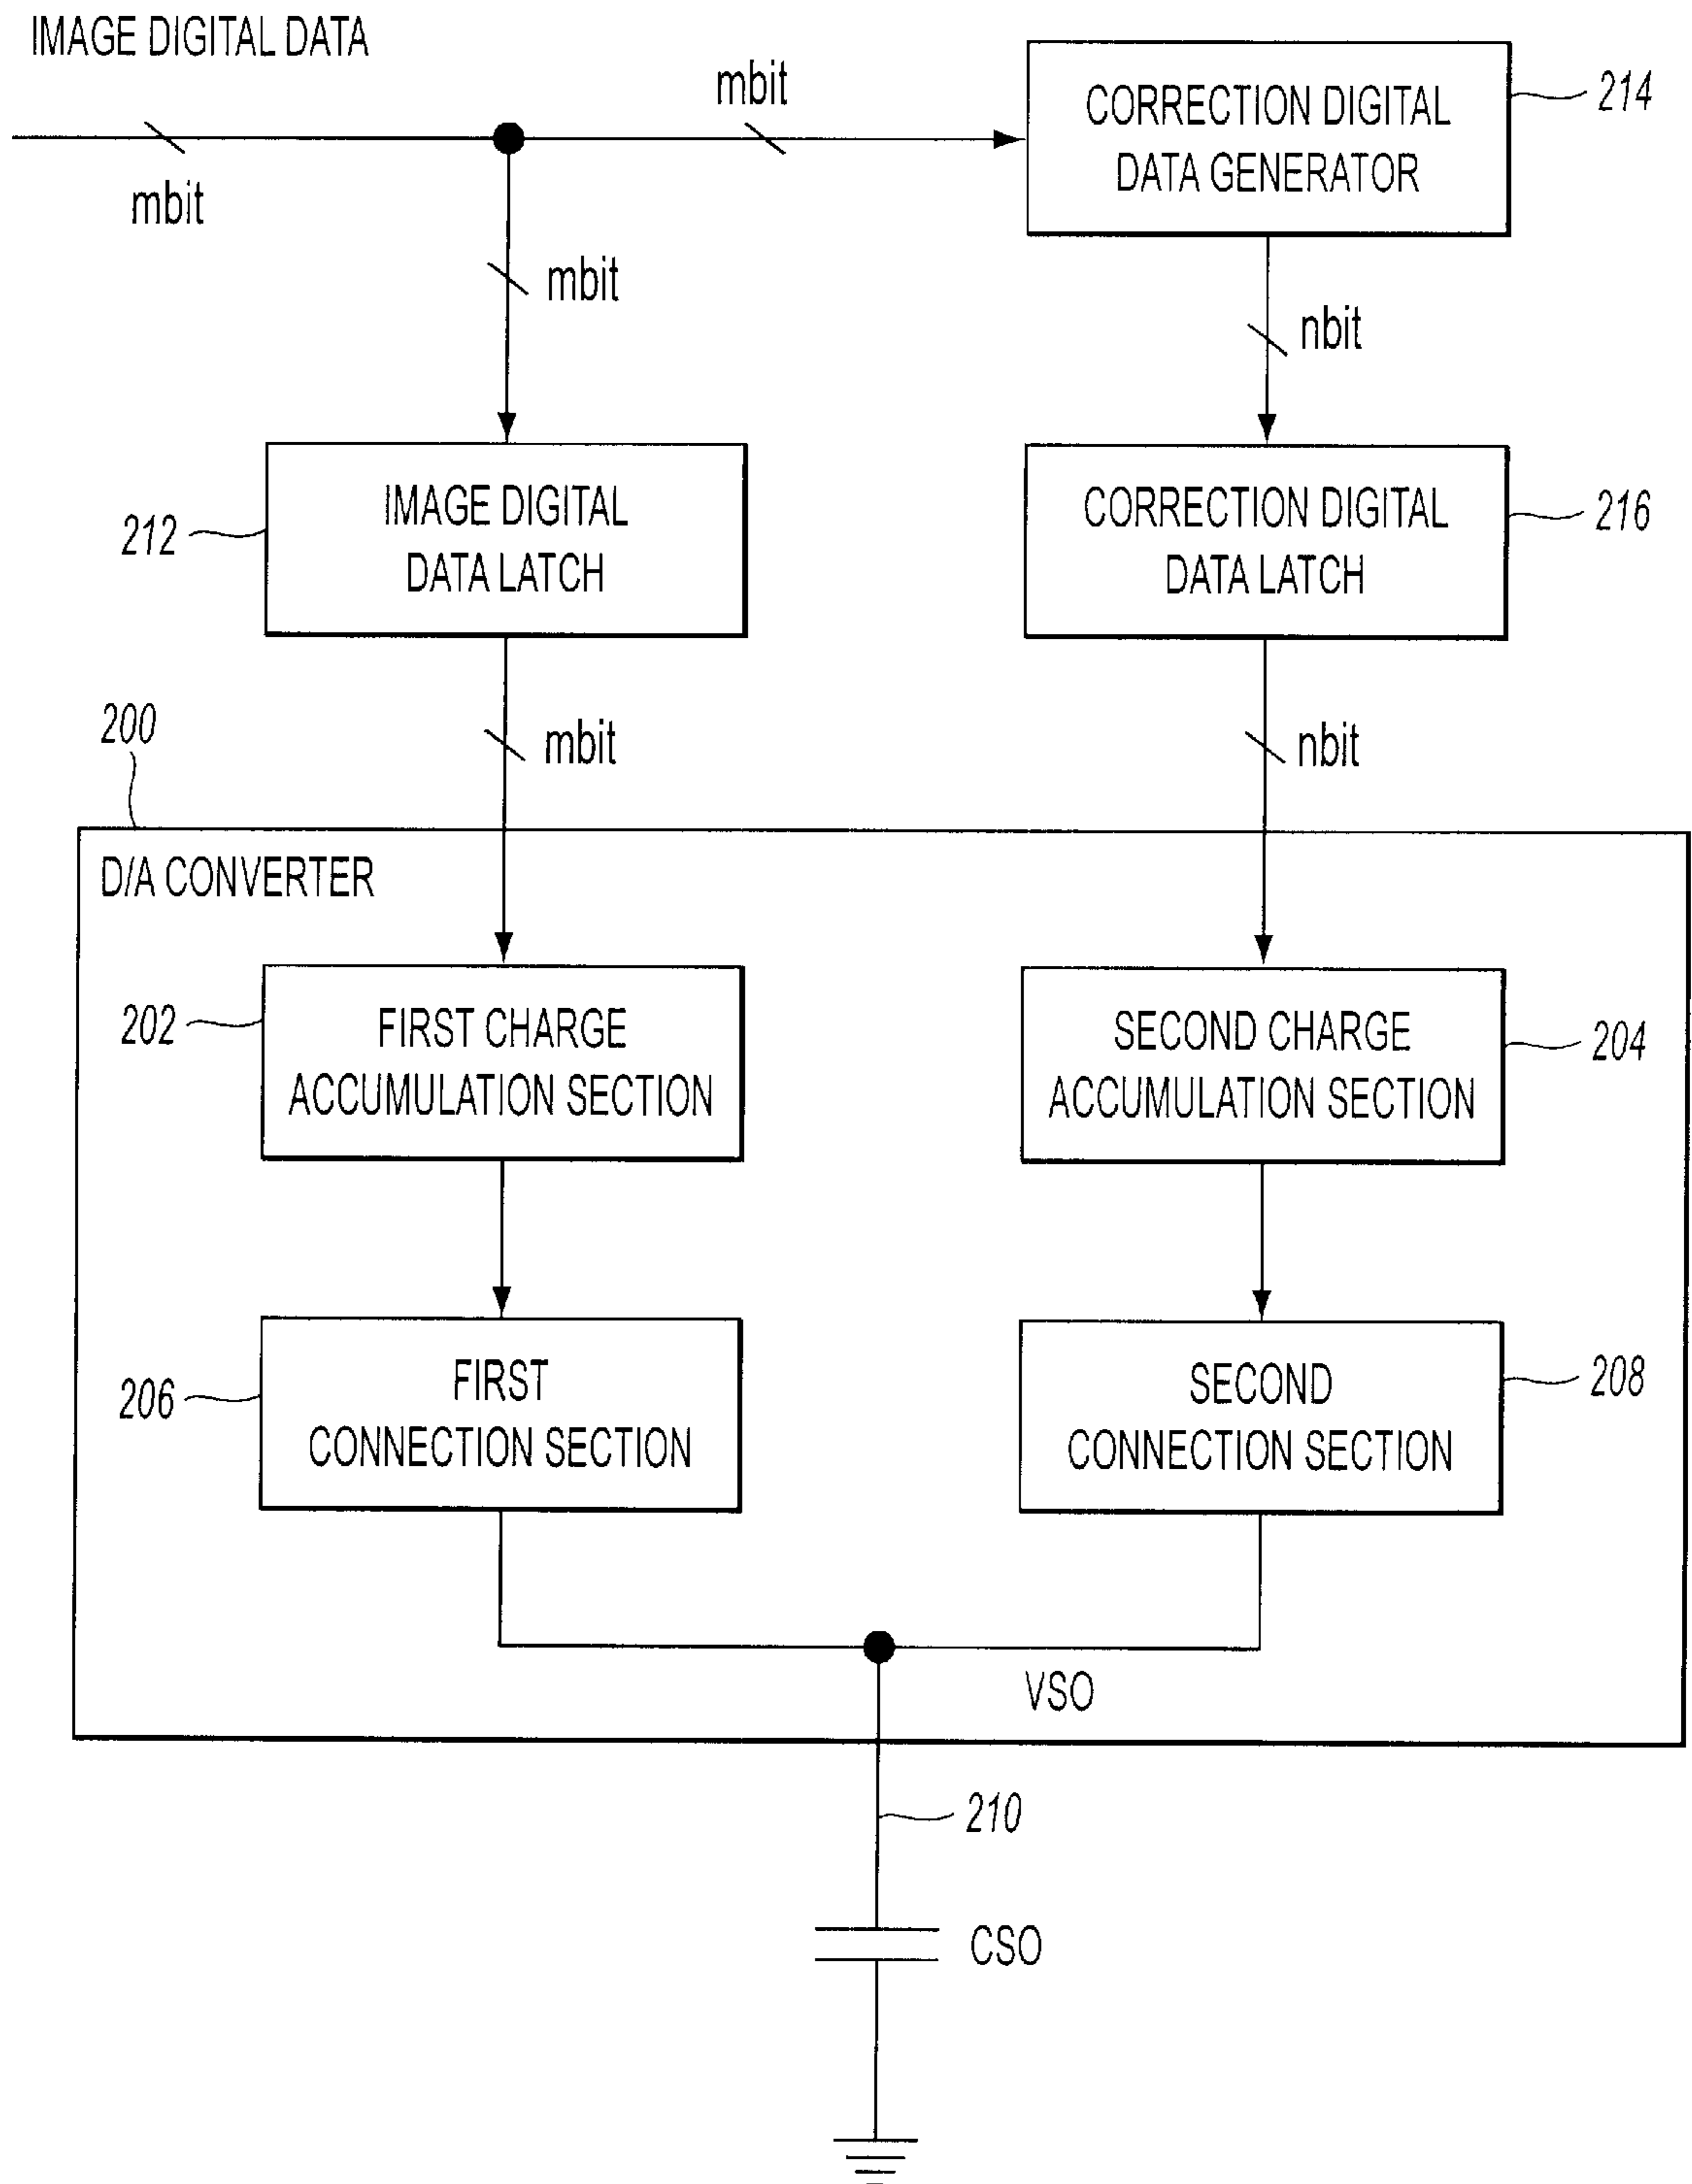 IMAGE DIGITAL DATA
mbit
mbit
CORRECTION DIGITAL
DATA GENERATOR
214
mbit
nbit
212
IMAGE DIGITAL
DATA LATCH
CORRECTION DIGITAL
DATA LATCH
216
mbit
nbit
200
D/A CONVERTER
202
FIRST CHARGE
ACCUMULATION SECTION
SECOND CHARGE
ACCUMULATION SECTION
204
206
FIRST
CONNECTION SECTION
SECOND
CONNECTION SECTION
208
VSO
210
CSO